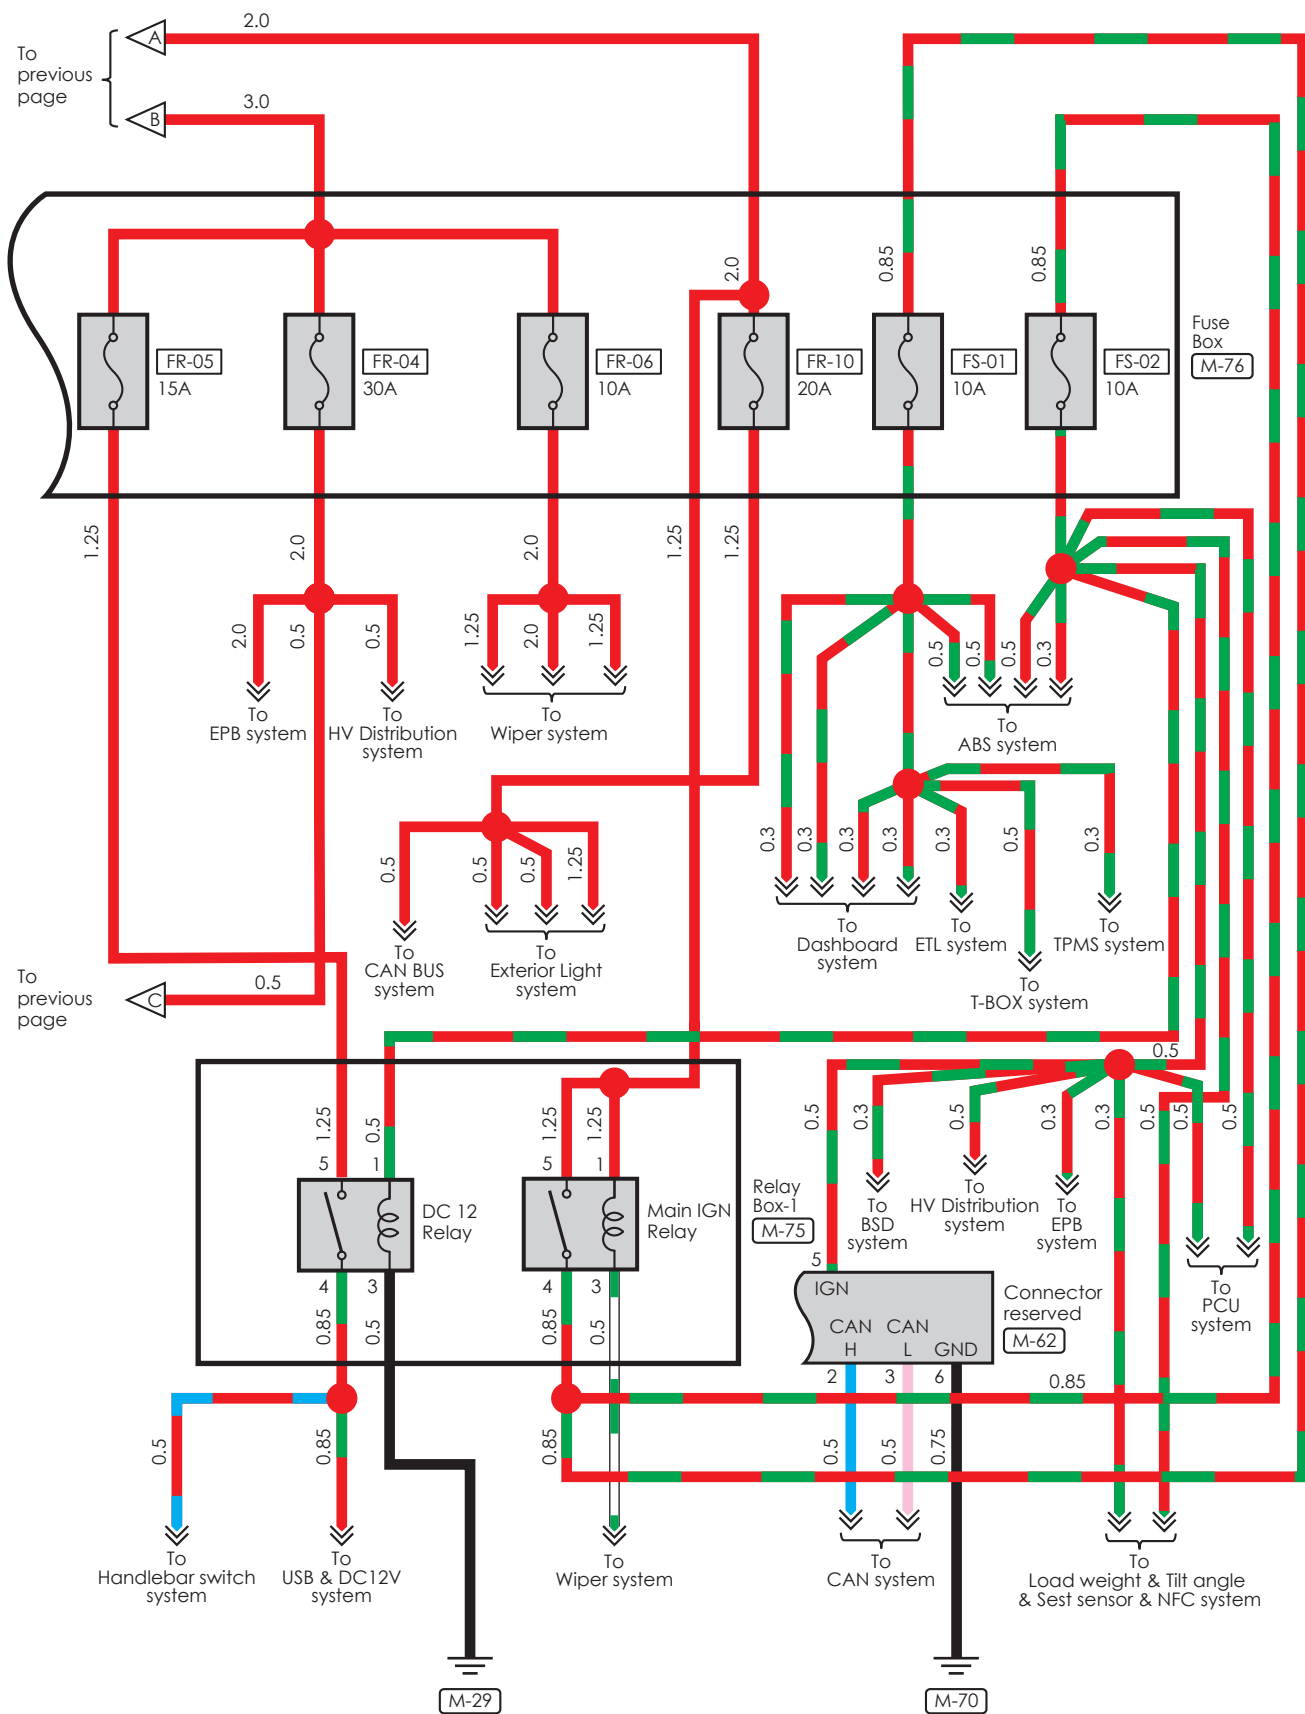 2.0
A
To
previous
page
3.0
B
2.0
0.85
0.85
Fuse
Box
M-76
FR-05
15A
FR-04
30A
FR-06
10A
FR-10
20A
FS-01
10A
FS-02
10A
1.25
2.0
2.0
1.25
1.25
2.0
0.5
0.5
1.25
2.0
1.25
0.5
0.5
0.5
0.3
To
EPB system
To
HV Distribution
system
To
Wiper system
To
ABS system
0.5
0.5
0.5
1.25
0.3
0.3
0.3
0.3
0.3
0.5
0.3
To
CAN BUS
system
To
Exterior Light
system
To
Dashboard
system
To
ETL system
To
T-BOX system
To
TPMS system
To
previous
page
C
0.5
0.5
1.25
0.5
1.25
1.25
0.5
0.3
0.5
0.3
0.3
0.5
0.5
0.5
5
1
5
1
DC 12
Relay
Main IGN
Relay
Relay
Box-1
M-75
To
BSD
system
To
HV Distribution
system
To
EPB
system
To
PCU
system
4
3
4
3
0.85
0.5
0.85
0.5
5
IGN
CAN
H
CAN
L
GND
Connector
reserved
M-62
2
3
6
0.85
0.5
0.85
0.85
0.5
0.5
0.75
To
Handlebar switch
system
To
USB & DC12V
system
To
Wiper system
To
CAN system
To
Load weight & Tilt angle
& Sest sensor & NFC system
M-29
M-70